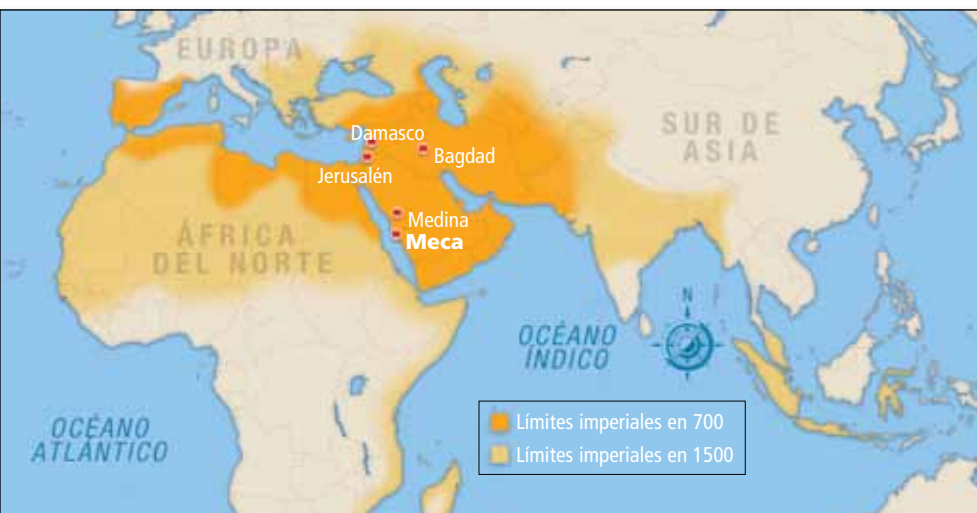 EUROPA
SUR DE
ASIA
Damasco
Bagdad
Jerusalén
Medina
Meca
ÁFRICA
DEL NORTE
N
OCÉANO
ÍNDICO
OCÉANO
ATLÁNTICO
Límites imperiales en 700
Límites imperiales en 1500